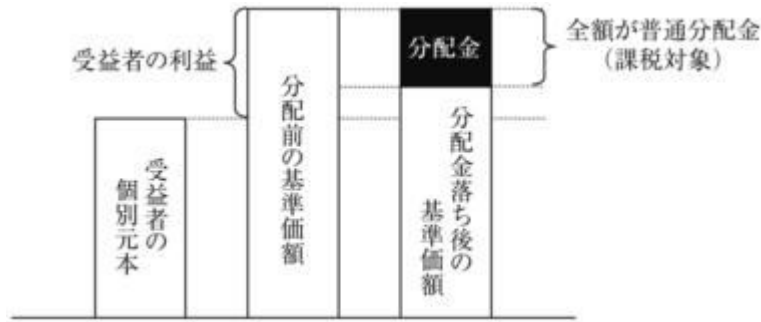 受益者の利益
受益者の
個別元本
分配前の基準価額
分配金
分配金落ち後の
基準価額
全額が普通分配金
（課税対象）